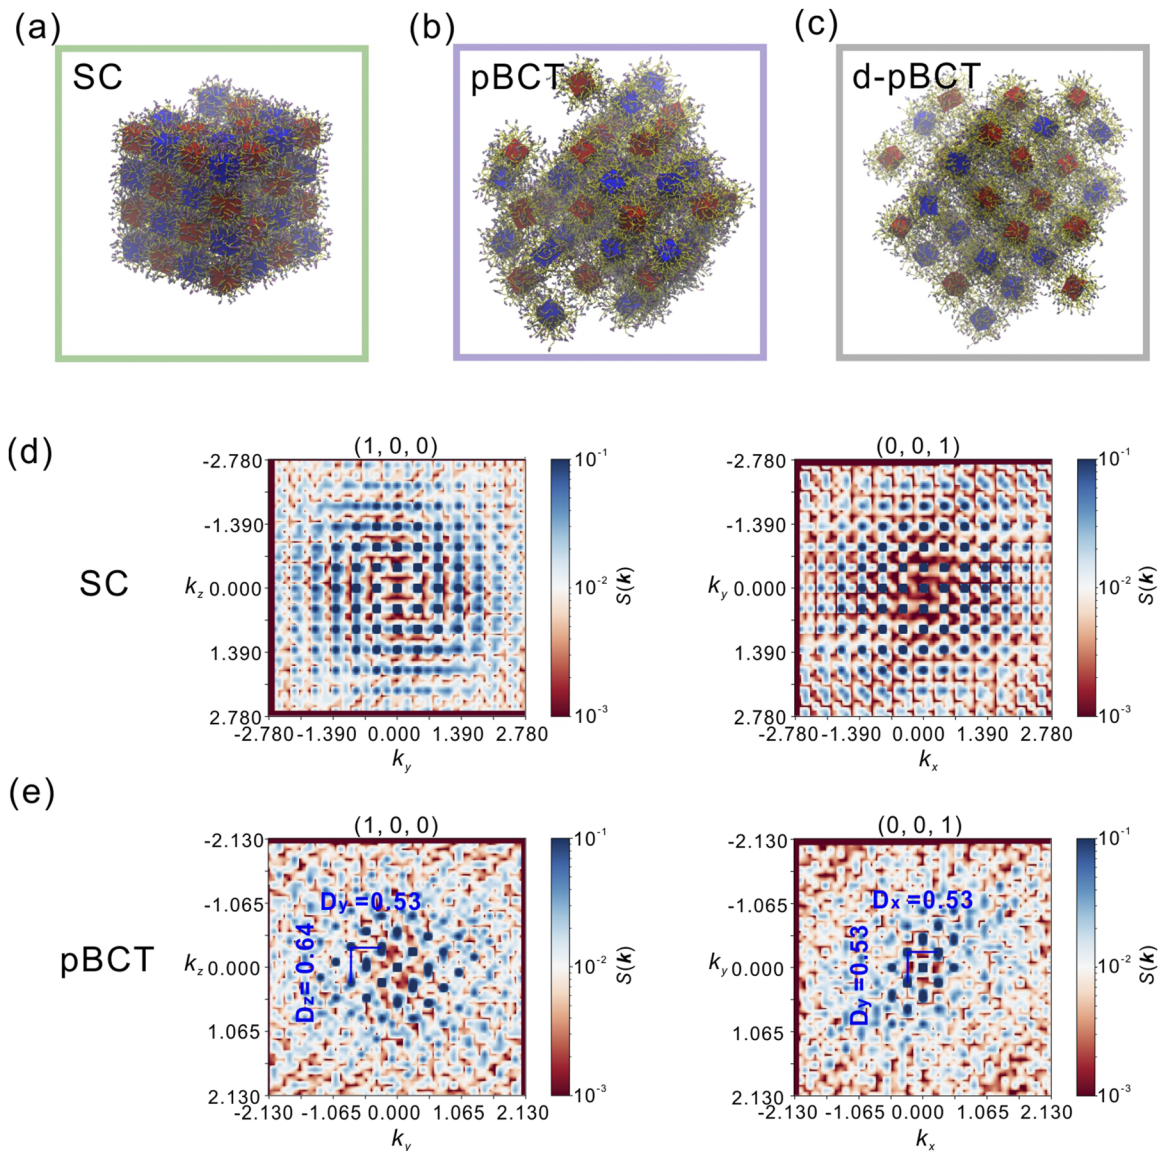 (a)
(b)
(c)
SC
pBCT
d-pBCT
(d)
(1, 0, 0)
(0, 0, 1)
SC
-2.780
-1.390
k_z 0.000
1.390
2.780
-2.780 -1.390 0.000 1.390 2.780
k_y
10^-1
10^-2
10^-3
S(k)
-2.780
-1.390
k_y 0.000
1.390
2.780
-2.780 -1.390 0.000 1.390 2.780
k_x
10^-1
10^-2
10^-3
S(k)
(e)
(1, 0, 0)
(0, 0, 1)
pBCT
-2.130
-1.065
k_z 0.000
1.065
2.130
-2.130 -1.065 0.000 1.065 2.130
k_y
D_y =0.53
D_z= 0.64
10^-1
10^-2
10^-3
S(k)
-2.130
-1.065
k_y 0.000
1.065
2.130
-2.130 -1.065 0.000 1.065 2.130
k_x
D_x =0.53
D_y =0.53
10^-1
10^-2
10^-3
S(k)